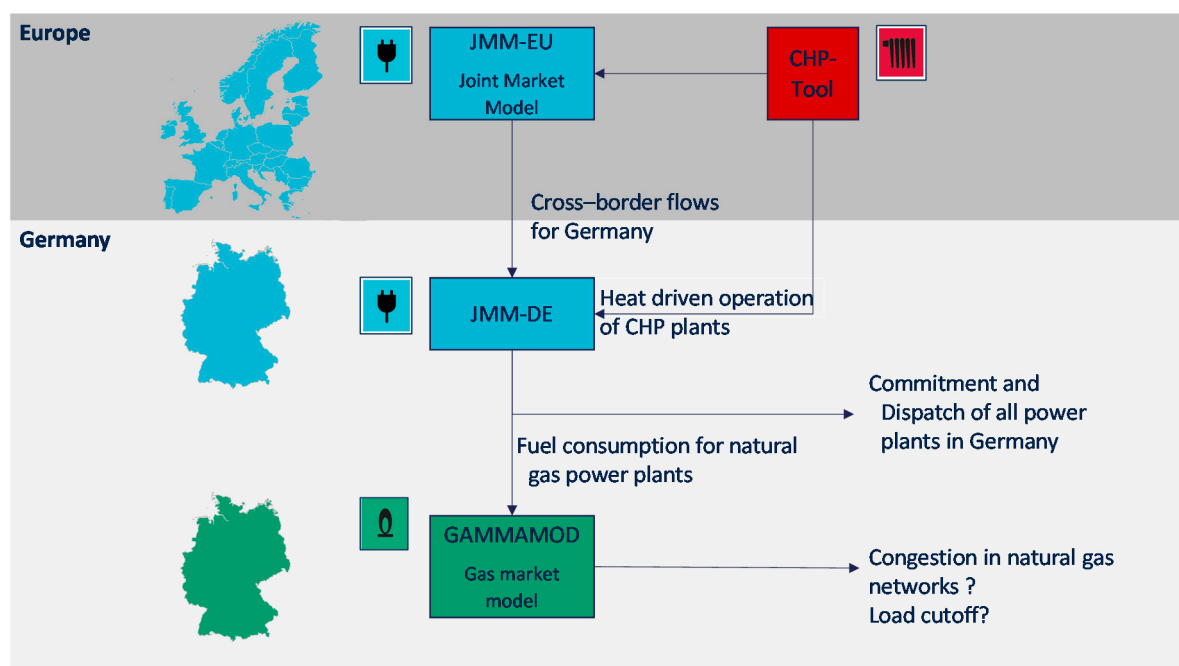 Europe
JMM-EU
Joint Market
Model
CHP-
Tool
Cross–border flows
for Germany
Germany
JMM-DE
Heat driven operation
of CHP plants
Commitment and
Dispatch of all power
plants in Germany
Fuel consumption for natural
gas power plants
GAMMAMOD
Gas market
model
Congestion in natural gas
networks ?
Load cutoff?